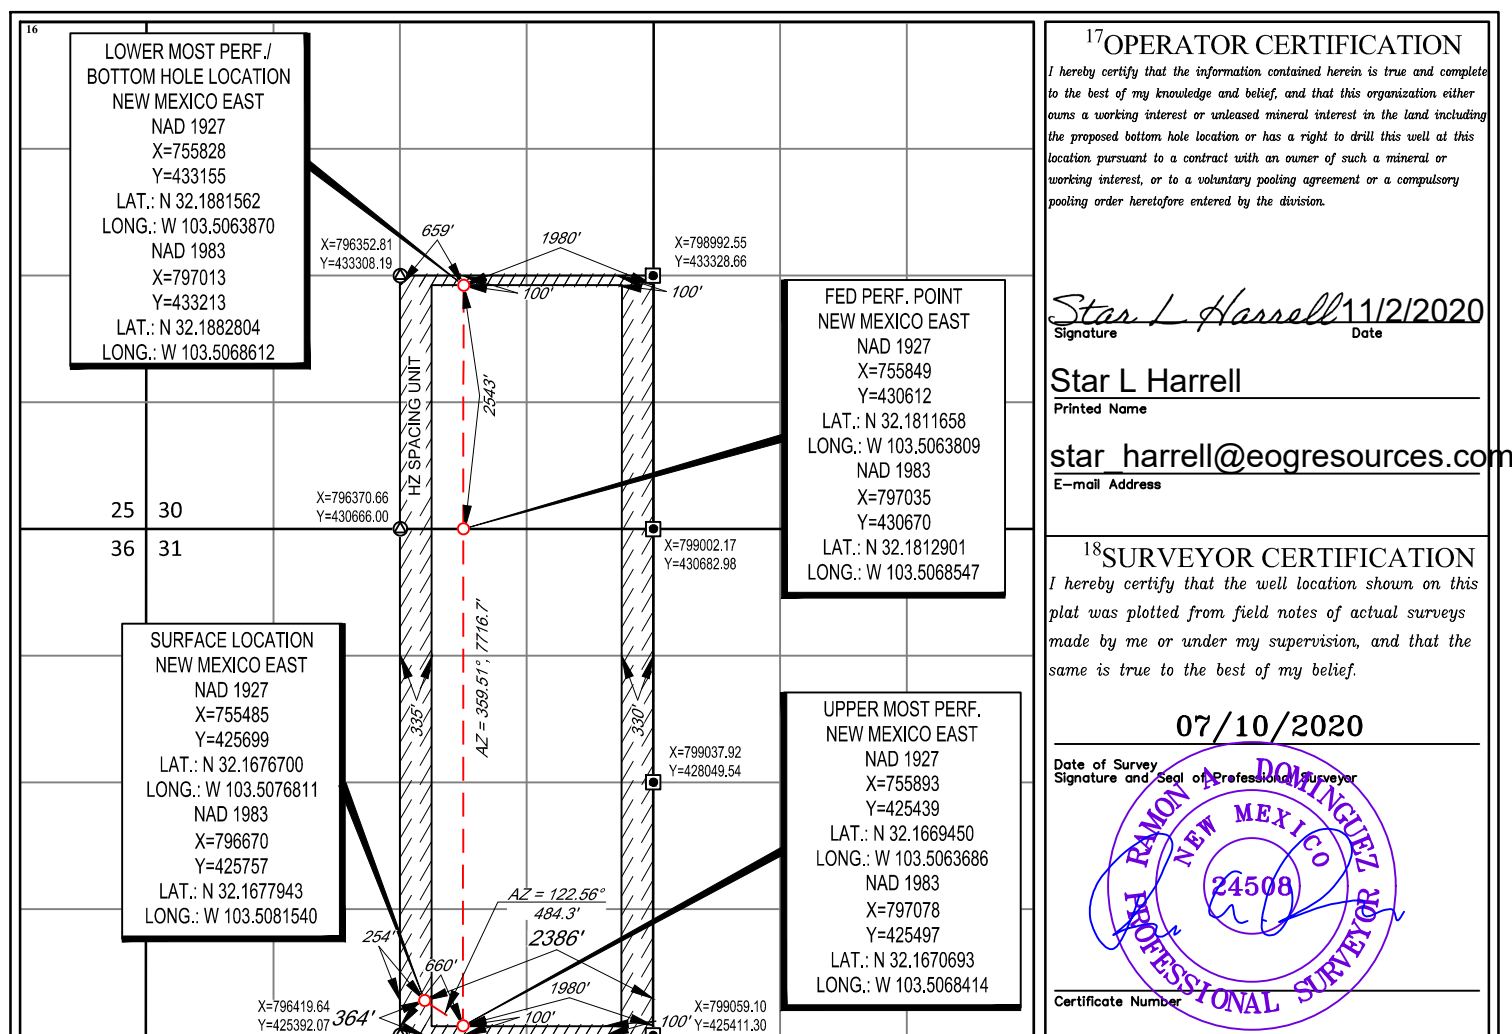 16
LOWER MOST PERF./
BOTTOM HOLE LOCATION
NEW MEXICO EAST
NAD 1927
X=755828
Y=433155
LAT.: N 32.1881562
LONG.: W 103.5063870
NAD 1983
X=797013
Y=433213
LAT.: N 32.1882804
LONG.: W 103.5068612
X=796352.81
Y=433308.19
659'
1980'
X=798992.55
Y=433328.66
100'
100'
FED PERF. POINT
NEW MEXICO EAST
NAD 1927
X=755849
Y=430612
LAT.: N 32.1811658
LONG.: W 103.5063809
NAD 1983
X=797035
Y=430670
LAT.: N 32.1812901
LONG.: W 103.5068547
HZ SPACING UNIT
2543'
X=796370.66
Y=430666.00
25 30
36 31
X=799002.17
Y=430682.98
SURFACE LOCATION
NEW MEXICO EAST
NAD 1927
X=755485
Y=425699
LAT.: N 32.1676700
LONG.: W 103.5076811
NAD 1983
X=796670
Y=425757
LAT.: N 32.1677943
LONG.: W 103.5081540
335'
AZ = 359.51°, 7716.7'
330'
X=799037.92
Y=428049.54
UPPER MOST PERF.
NEW MEXICO EAST
NAD 1927
X=755893
Y=425439
LAT.: N 32.1669450
LONG.: W 103.5063686
NAD 1983
X=797078
Y=425497
LAT.: N 32.1670693
LONG.: W 103.5068414
AZ = 122.56°
484.3'
254'
2386'
660'
1980'
X=796419.64
Y=425392.07
364'
100'
100'
X=799059.10
Y=425411.30
17OPERATOR CERTIFICATION
I hereby certify that the information contained herein is true and complete
to the best of my knowledge and belief, and that this organization either
owns a working interest or unleased mineral interest in the land including
the proposed bottom hole location or has a right to drill this well at this
location pursuant to a contract with an owner of such a mineral or
working interest, or to a voluntary pooling agreement or a compulsory
pooling order heretofore entered by the division.
Star L Harrell 11/2/2020
Signature Date
Star L Harrell
Printed Name
star_harrell@eogresources.com
E-mail Address
18SURVEYOR CERTIFICATION
I hereby certify that the well location shown on this
plat was plotted from field notes of actual surveys
made by me or under my supervision, and that the
same is true to the best of my belief.
07/10/2020
Date of Survey
Signature and Seal of Professional Surveyor
RAMON A. DOMINGUEZ
NEW MEXICO
24508
PROFESSIONAL SURVEYOR
Certificate Number